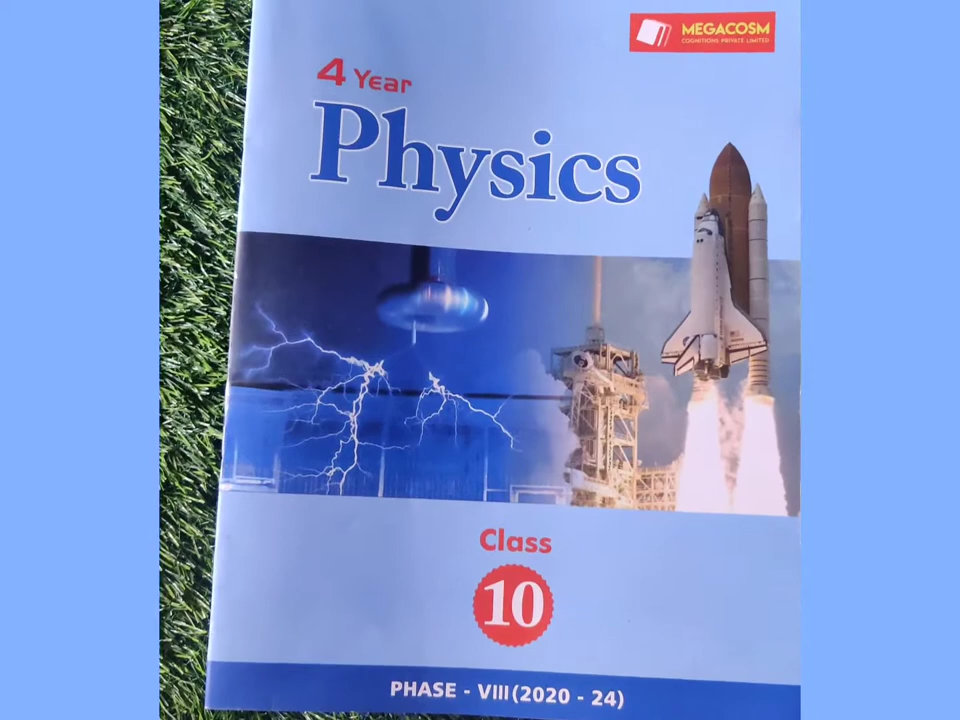 MEGACOSM
COGNITIONS PRIVATE LIMITED
4 Year
Physics
Class
10
PHASE - VIII (2020 - 24)